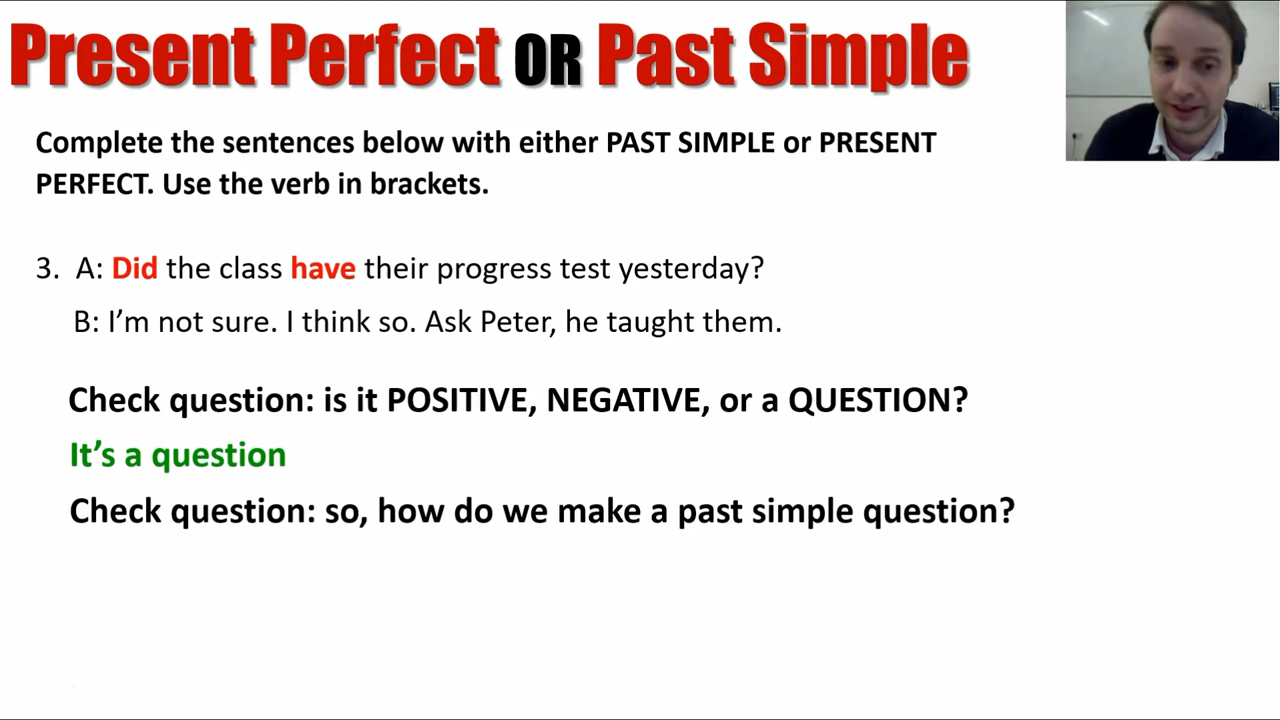 Present Perfect OR Past Simple
Complete the sentences below with either PAST SIMPLE or PRESENT
PERFECT. Use the verb in brackets.
3. A: Did the class have their progress test yesterday?
B: I’m not sure. I think so. Ask Peter, he taught them.
Check question: is it POSITIVE, NEGATIVE, or a QUESTION?
It’s a question
Check question: so, how do we make a past simple question?